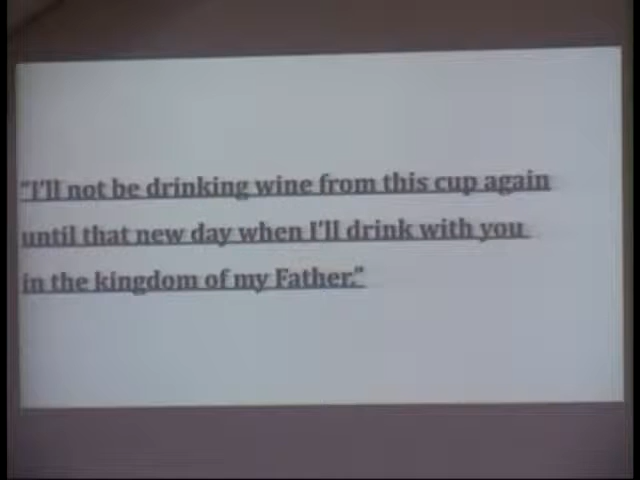 "I'll not be drinking wine from this cup again
until that new day when I'll drink with you
in the kingdom of my Father."